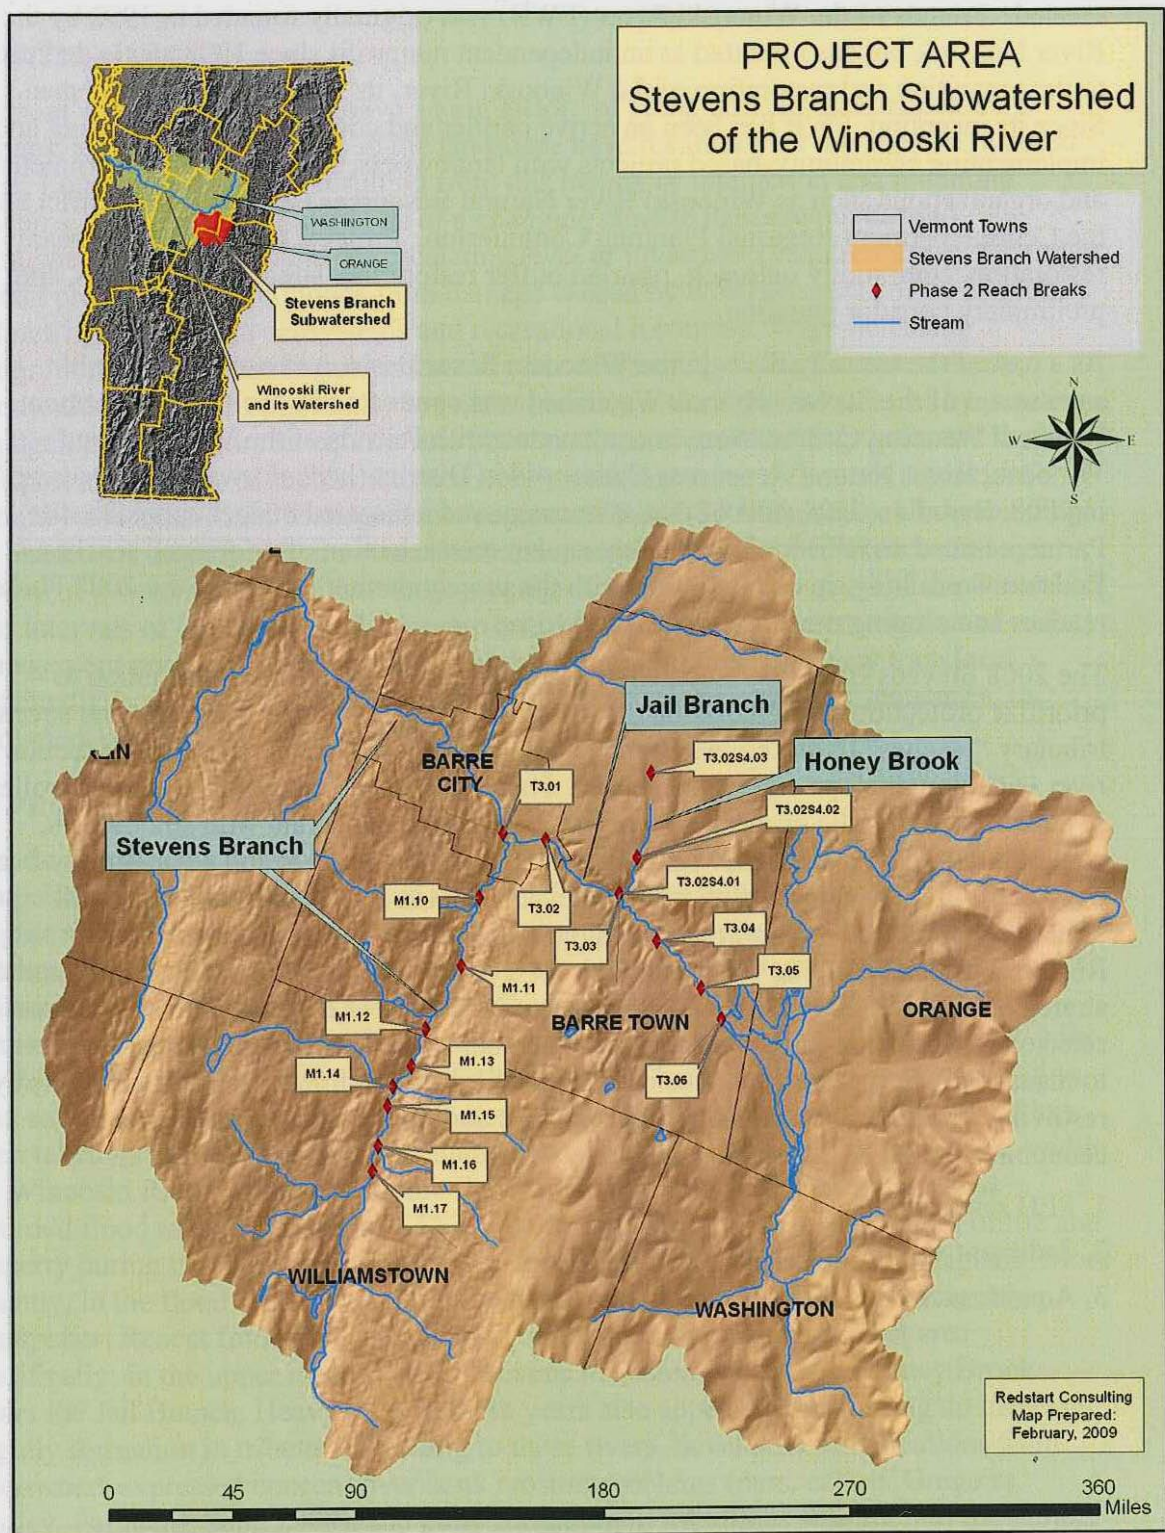 PROJECT AREA
Stevens Branch Subwatershed
of the Winooski River
WASHINGTON
ORANGE
Stevens Branch
Subwatershed
Winooski River
and Its Watershed
Vermont Towns
Stevens Branch Watershed
Phase 2 Reach Breaks
Stream
N
W
E
S
Jail Branch
Honey Brook
Stevens Branch
BARRE
CITY
T3.01
T3.02S4.03
T3.02S4.02
T3.02S4.01
M1.10
T3.02
T3.03
T3.04
T3.05
M1.11
M1.12
BARRE TOWN
ORANGE
M1.13
M1.14
T3.06
M1.15
M1.16
M1.17
WILLIAMSTOWN
WASHINGTON
Redstart Consulting
Map Prepared:
February, 2009
0 45 90 180 270 360
Miles